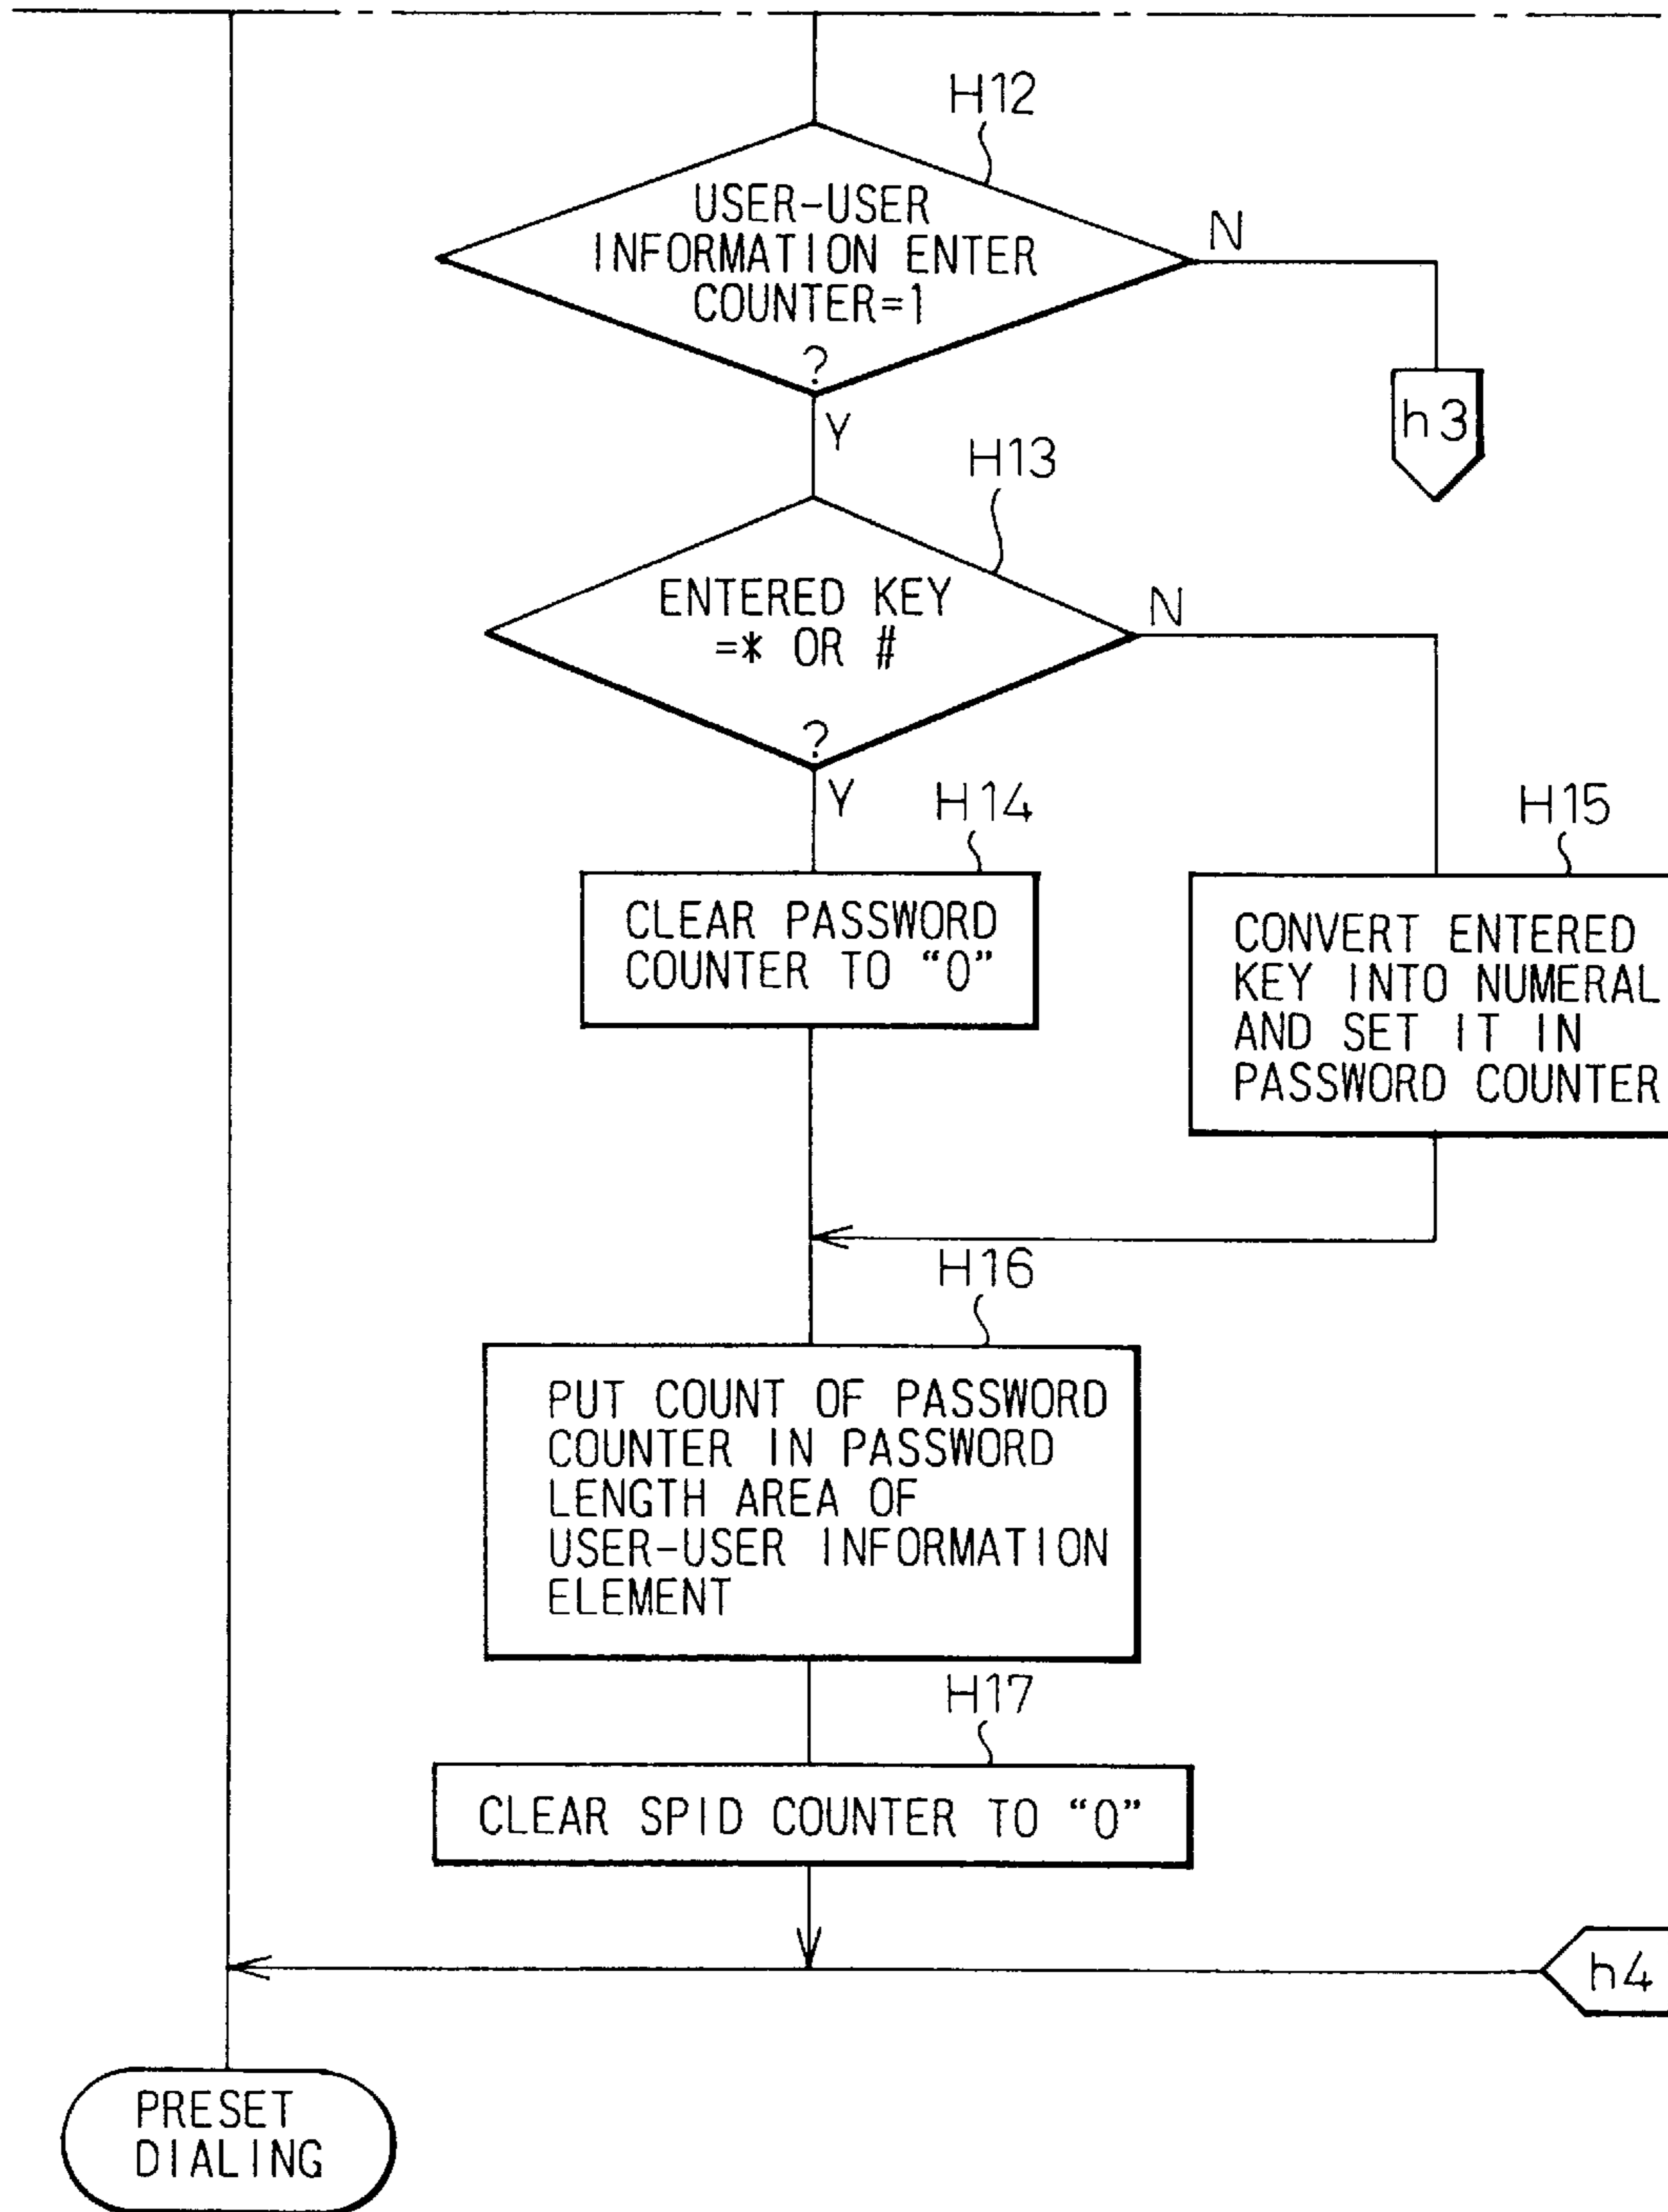 H12
USER-USER
INFORMATION ENTER
COUNTER=1
?
N
Y
h3
H13
ENTERED KEY
=* OR #
?
N
Y
H14
CLEAR PASSWORD
COUNTER TO "0"
H15
CONVERT ENTERED
KEY INTO NUMERAL
AND SET IT IN
PASSWORD COUNTER
H16
PUT COUNT OF PASSWORD
COUNTER IN PASSWORD
LENGTH AREA OF
USER-USER INFORMATION
ELEMENT
H17
CLEAR SPID COUNTER TO "0"
h4
PRESET
DIALING